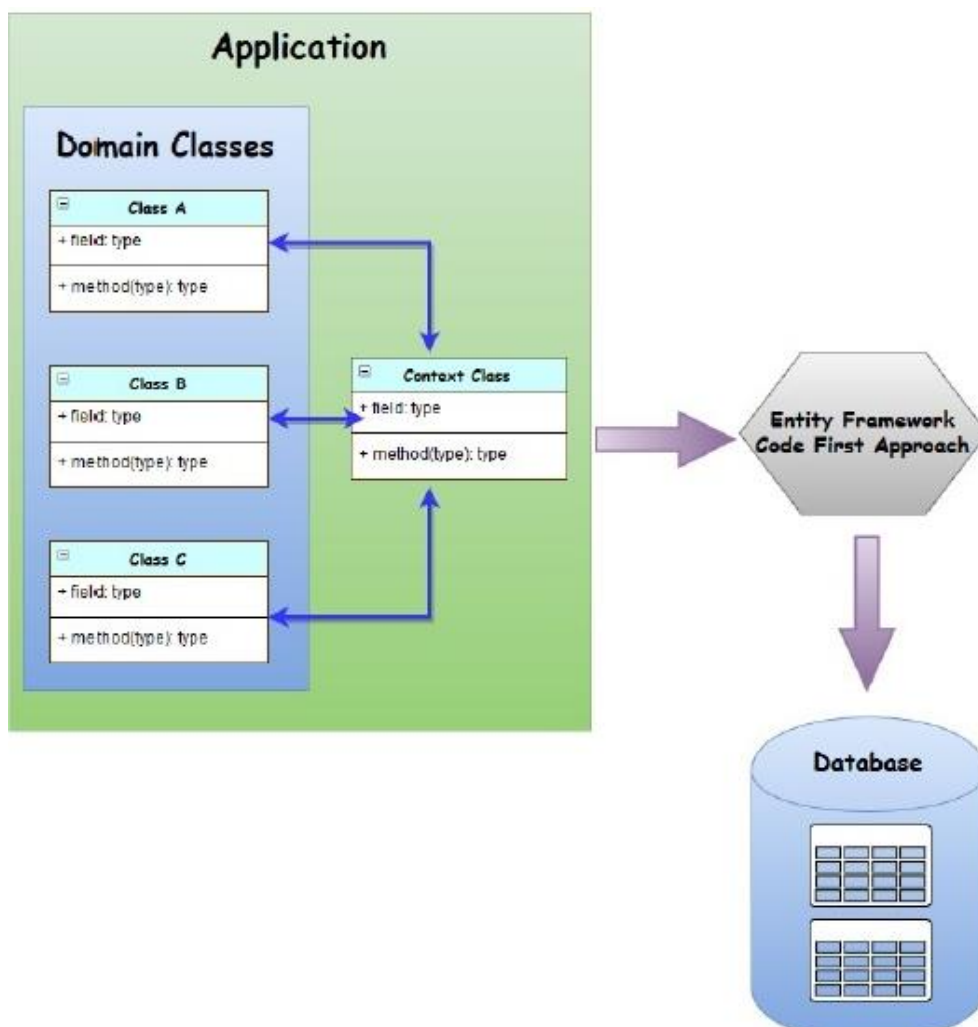 Application
Domain Classes
Class A
+ field: type
+ method(type): type
Class B
+ field: type
+ method(type): type
Class C
+ field: type
+ method(type): type
Context Class
+ field: type
+ method(type): type
Entity Framework
Code First Approach
Database